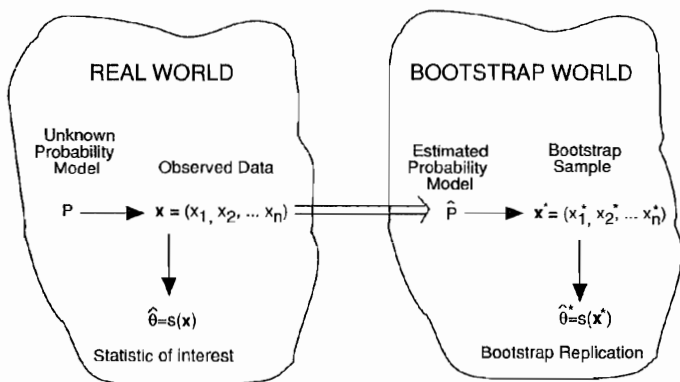 REAL WORLD
Unknown
Probability
Model
Observed Data
P
x = (x₁, x₂, ... xₙ)
θ̂=s(x)
Statistic of interest
BOOTSTRAP WORLD
Estimated
Probability
Model
Bootstrap
Sample
P̂
x* = (x₁*, x₂*, ... xₙ*)
θ̂*=s(x*)
Bootstrap Replication